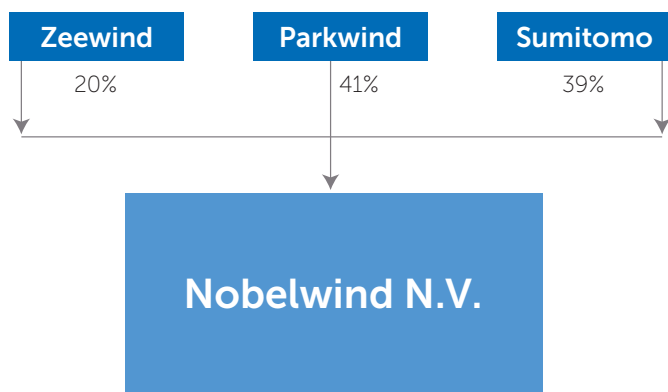 Zeewind
Parkwind
Sumitomo
20%
41%
39%
Nobelwind N.V.